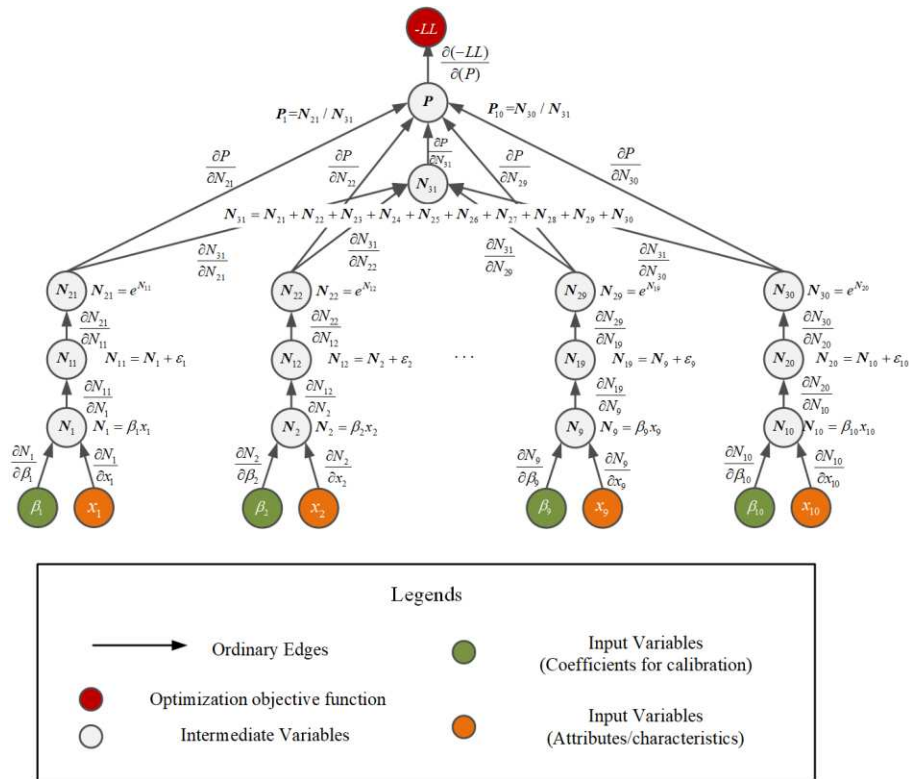 -LL
∂(-LL)/∂(P)
P
P₁=N₂₁ / N₃₁
P₁₀=N₃₀ / N₃₁
∂P/∂N₂₁
∂P/∂N₂₂
∂P/∂N₃₁
∂P/∂N₂₉
∂P/∂N₃₀
N₃₁
N₃₁ = N₂₁ + N₂₂ + N₂₃ + N₂₄ + N₂₅ + N₂₆ + N₂₇ + N₂₈ + N₂₉ + N₃₀
∂N₃₁/∂N₂₁
∂N₃₁/∂N₂₂
∂N₃₁/∂N₂₉
∂N₃₁/∂N₃₀
N₂₁ N₂₁ = e^{N₁₁}
N₂₂ N₂₂ = e^{N₁₂}
N₂₉ N₂₉ = e^{N₁₉}
N₃₀ N₃₀ = e^{N₂₀}
∂N₂₁/∂N₁₁
∂N₂₂/∂N₁₂
∂N₂₉/∂N₁₉
∂N₃₀/∂N₂₀
N₁₁ N₁₁ = N₁ + ε₁
N₁₂ N₁₂ = N₂ + ε₂
...
N₁₉ N₁₉ = N₉ + ε₉
N₂₀ N₂₀ = N₁₀ + ε₁₀
∂N₁₁/∂N₁
∂N₁₂/∂N₂
∂N₁₉/∂N₉
∂N₂₀/∂N₁₀
N₁ N₁ = β₁x₁
N₂ N₂ = β₂x₂
N₉ N₉ = β₉x₉
N₁₀ N₁₀ = β₁₀x₁₀
∂N₁/∂β₁ ∂N₁/∂x₁
∂N₂/∂β₂ ∂N₂/∂x₂
∂N₉/∂β₉ ∂N₉/∂x₉
∂N₁₀/∂β₁₀ ∂N₁₀/∂x₁₀
β₁ x₁ β₂ x₂ β₉ x₉ β₁₀ x₁₀
Legends
Ordinary Edges
Optimization objective function
Intermediate Variables
Input Variables
(Coefficients for calibration)
Input Variables
(Attributes/characteristics)